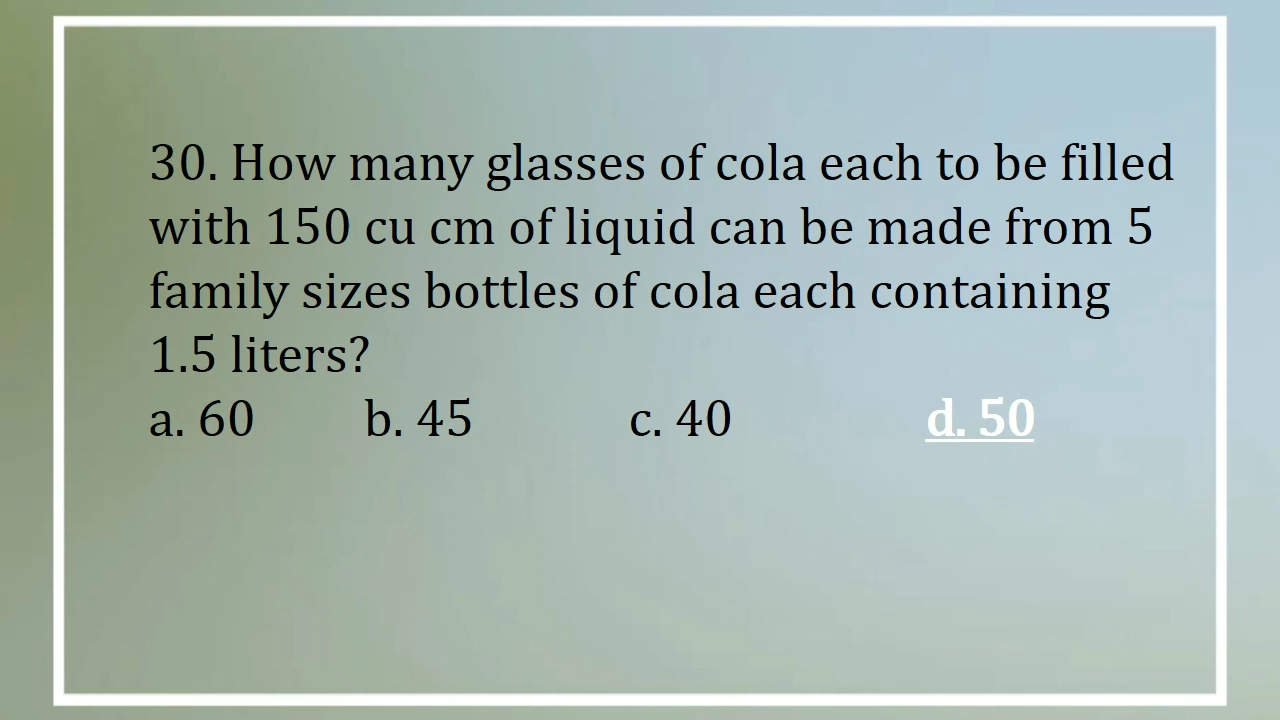 30. How many glasses of cola each to be filled
with 150 cu cm of liquid can be made from 5
family sizes bottles of cola each containing
1.5 liters?
a. 60 b. 45 c. 40 d. 50